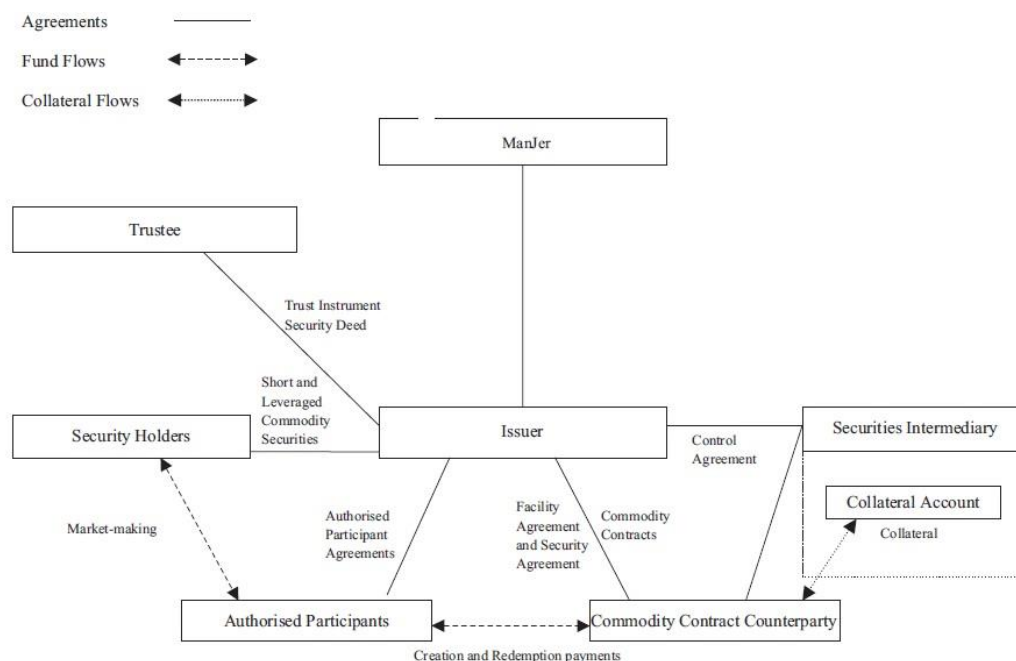 Agreements
Fund Flows
Collateral Flows
ManJer
Trustee
Trust Instrument
Security Deed
Short and
Leveraged
Commodity
Securities
Security Holders
Issuer
Control
Agreement
Securities Intermediary
Collateral Account
Collateral
Market-making
Authorised
Participant
Agreements
Facility
Agreement
and Security
Agreement
Commodity
Contracts
Authorised Participants
Commodity Contract Counterparty
Creation and Redemption payments